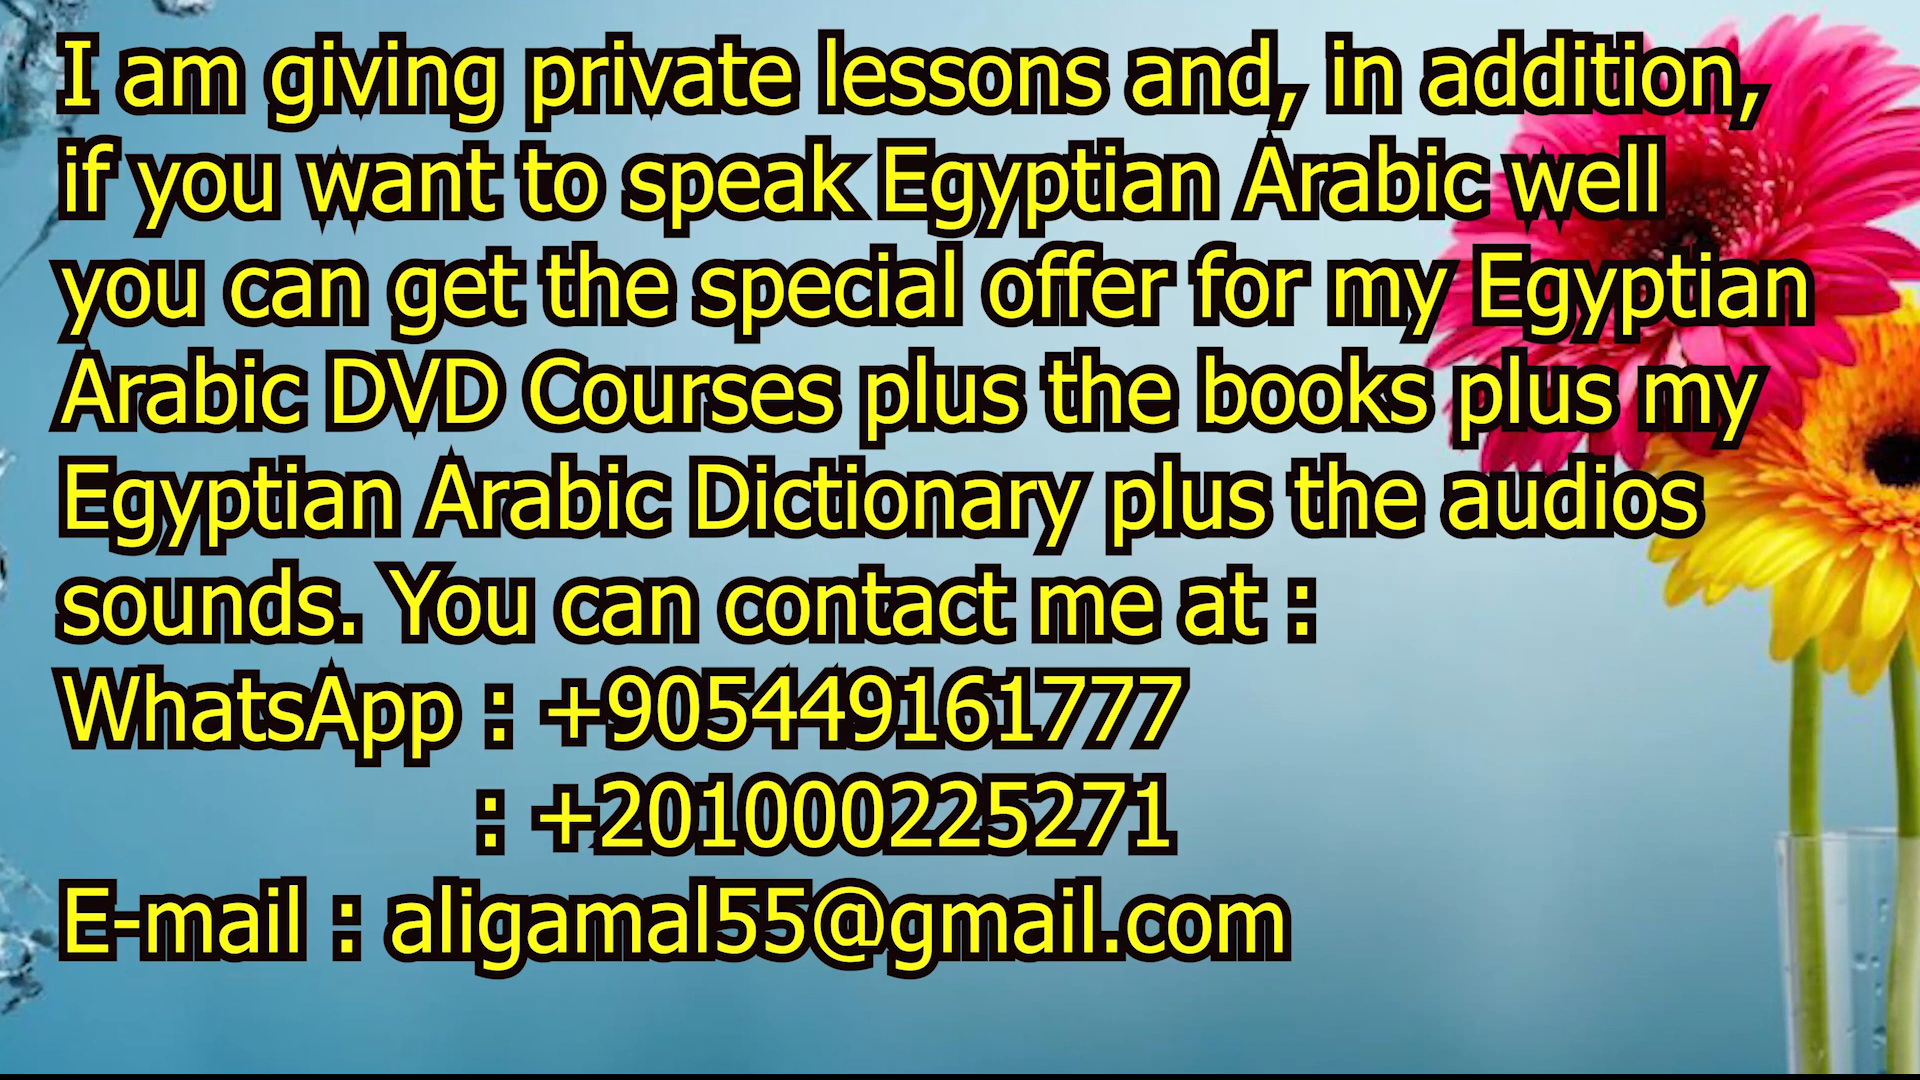 I am giving private lessons and, in addition,
if you want to speak Egyptian Arabic well
you can get the special offer for my Egyptian
Arabic DVD Courses plus the books plus my
Egyptian Arabic Dictionary plus the audios
sounds. You can contact me at :
WhatsApp : +905449161777
: +201000225271
E-mail : aligamal55@gmail.com